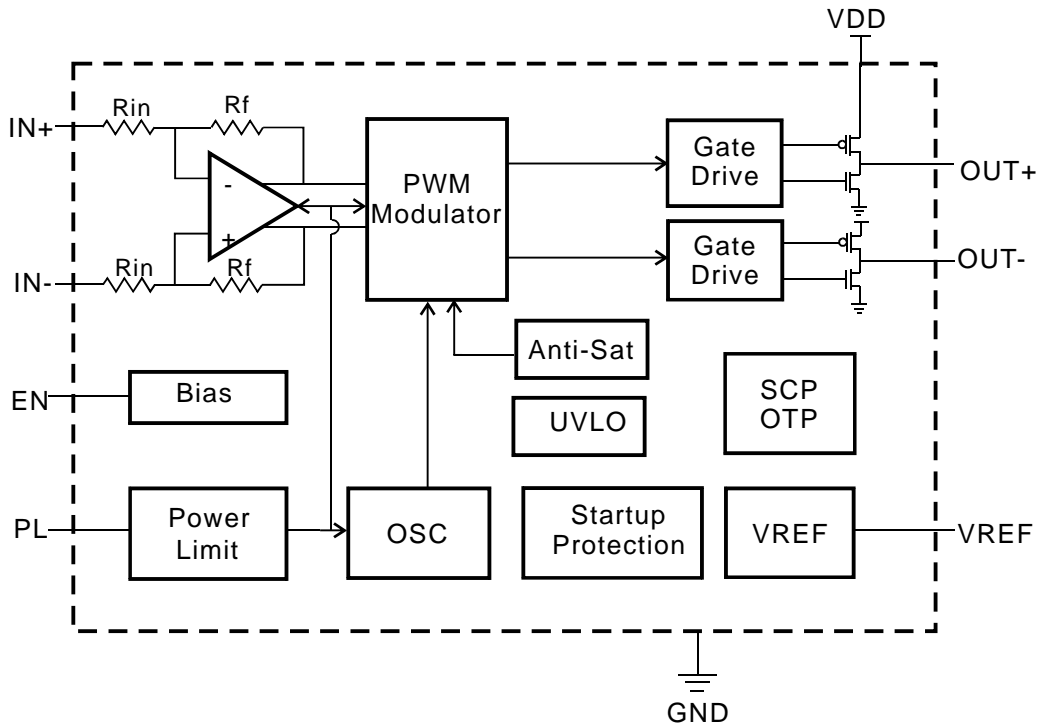 VDD
Rin
Rf
IN+
PWM
Modulator
Gate
Drive
OUT+
-
+
IN-
Rin
Rf
Gate
Drive
OUT-
Anti-Sat
EN
Bias
UVLO
SCP
OTP
PL
Power
Limit
OSC
Startup
Protection
VREF
VREF
GND